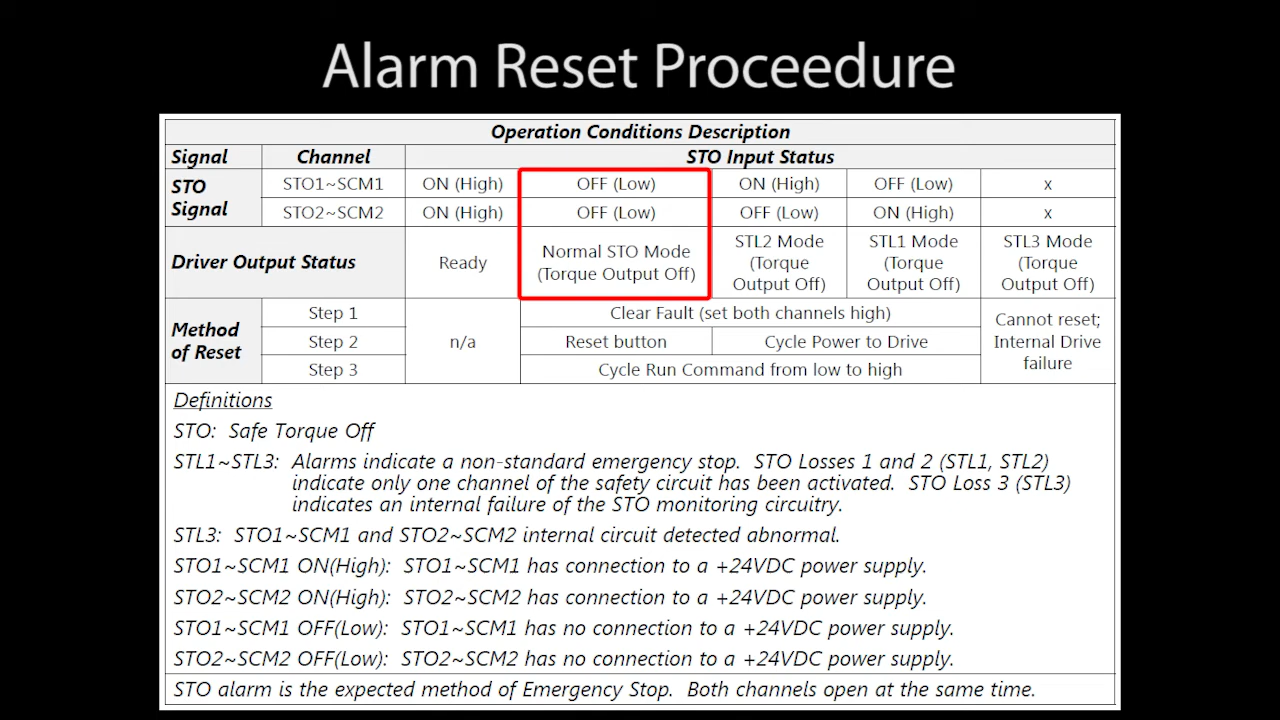 Alarm Reset Proceedure
Operation Conditions Description
Signal Channel STO Input Status
STO Signal STO1~SCM1 ON (High) OFF (Low) ON (High) OFF (Low) x
STO2~SCM2 ON (High) OFF (Low) OFF (Low) ON (High) x
Driver Output Status Ready Normal STO Mode (Torque Output Off) STL2 Mode (Torque Output Off) STL1 Mode (Torque Output Off) STL3 Mode (Torque Output Off)
Method of Reset Step 1 n/a Clear Fault (set both channels high) Cannot reset; Internal Drive failure
Step 2 Reset button Cycle Power to Drive
Step 3 Cycle Run Command from low to high
Definitions
STO: Safe Torque Off
STL1~STL3: Alarms indicate a non-standard emergency stop. STO Losses 1 and 2 (STL1, STL2)
indicate only one channel of the safety circuit has been activated. STO Loss 3 (STL3)
indicates an internal failure of the STO monitoring circuitry.
STL3: STO1~SCM1 and STO2~SCM2 internal circuit detected abnormal.
STO1~SCM1 ON(High): STO1~SCM1 has connection to a +24VDC power supply.
STO2~SCM2 ON(High): STO2~SCM2 has connection to a +24VDC power supply.
STO1~SCM1 OFF(Low): STO1~SCM1 has no connection to a +24VDC power supply.
STO2~SCM2 OFF(Low): STO2~SCM2 has no connection to a +24VDC power supply.
STO alarm is the expected method of Emergency Stop. Both channels open at the same time.